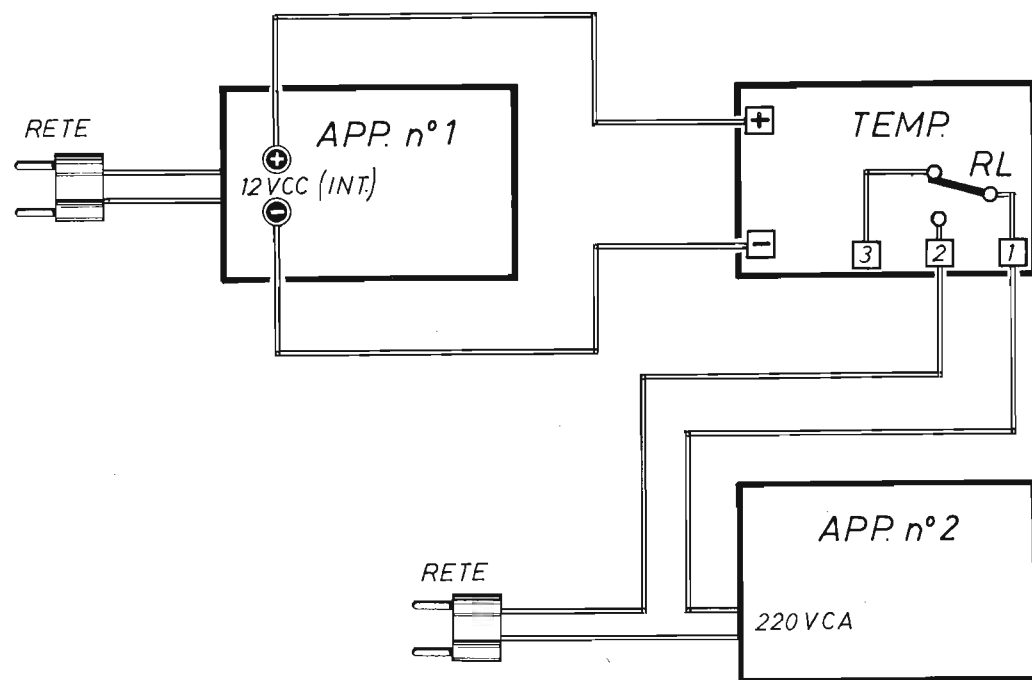 RETE
APP. n° 1
+
12 VCC (INT.)
-
+
-
TEMP.
RL
3
2
1
RETE
APP. n° 2
220 VCA